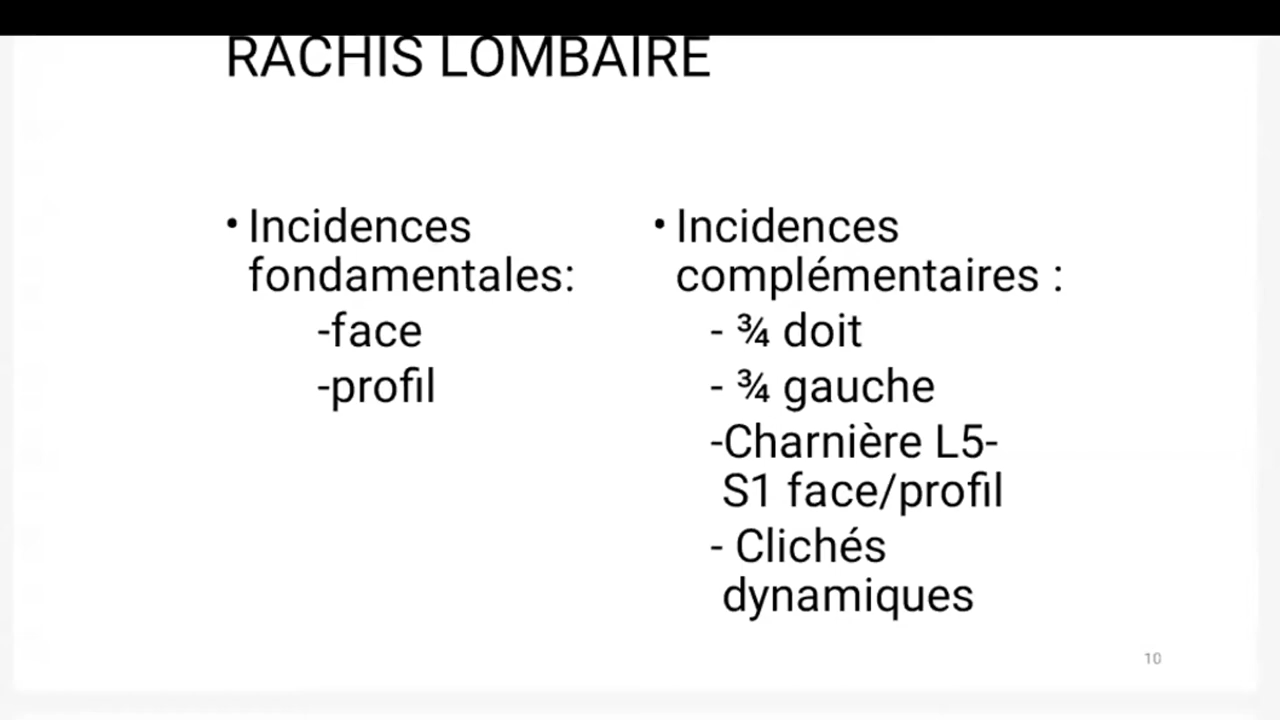 RACHIS LOMBAIRE
• Incidences
fondamentales:
-face
-profil
• Incidences
complémentaires :
- ¾ doit
- ¾ gauche
-Charnière L5-
S1 face/profil
- Clichés
dynamiques
10